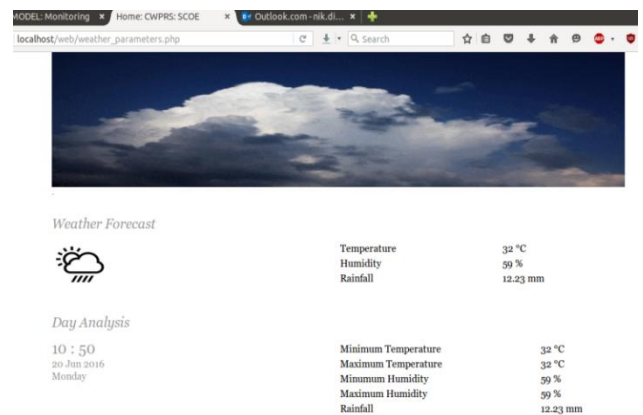 MODEL: Monitoring × Home: CWPRS: SCOE × Outlook.com - nik.di... ×
localhost/web/weather_parameters.php Search
Weather Forecast
Temperature 32 °C
Humidity 59 %
Rainfall 12.23 mm
Day Analysis
10 : 50
20 Jun 2016
Monday
Minimum Temperature 32 °C
Maximum Temperature 32 °C
Minumum Humidity 59 %
Maximum Humidity 59 %
Rainfall 12.23 mm